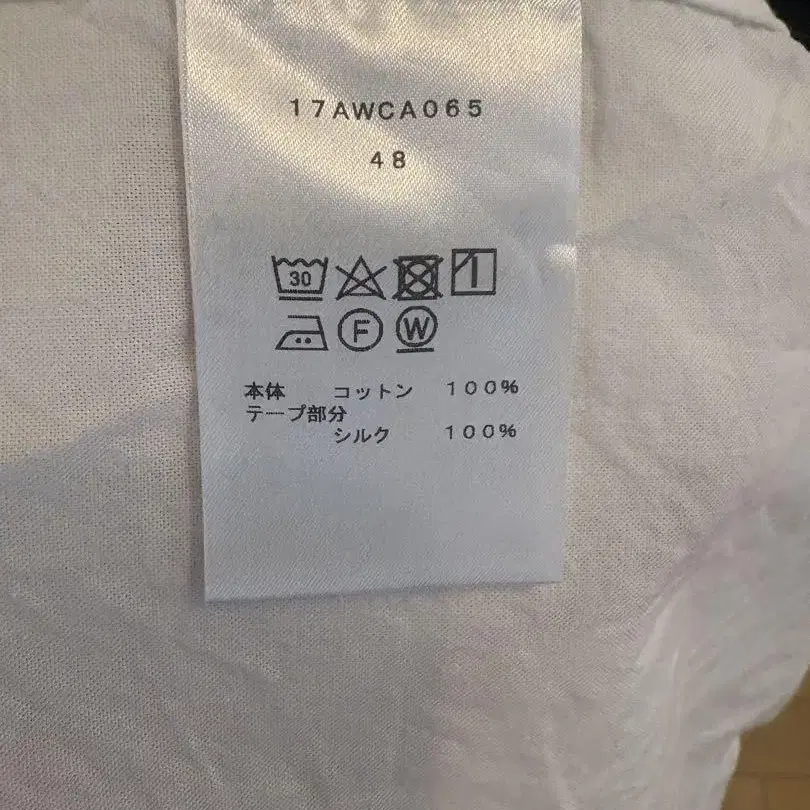 17AWCA065
48
30
F W
本体 コットン 100%
テープ部分
シルク 100%